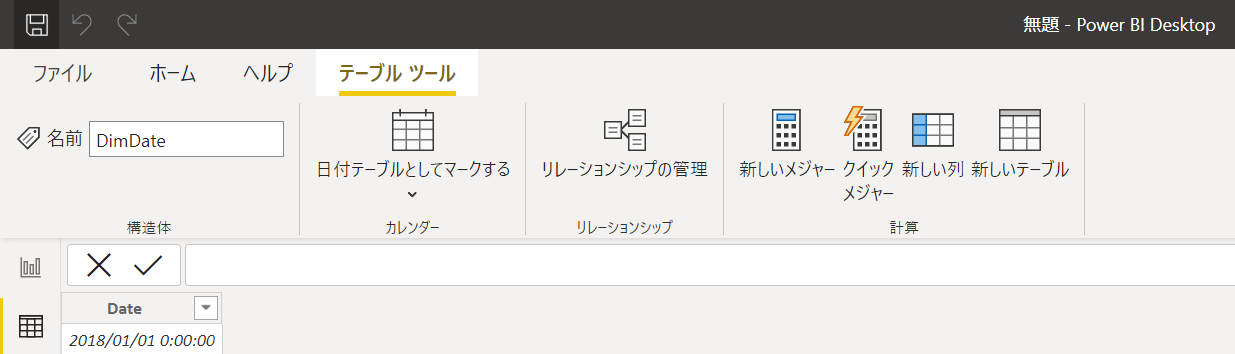 無題 - Power BI Desktop
ファイル ホーム ヘルプ テーブル ツール
名前 DimDate
日付テーブルとしてマークする
リレーションシップの管理
新しいメジャー
クイック
メジャー
新しい列
新しいテーブル
構造体
カレンダー
リレーションシップ
計算
Date
2018/01/01 0:00:00